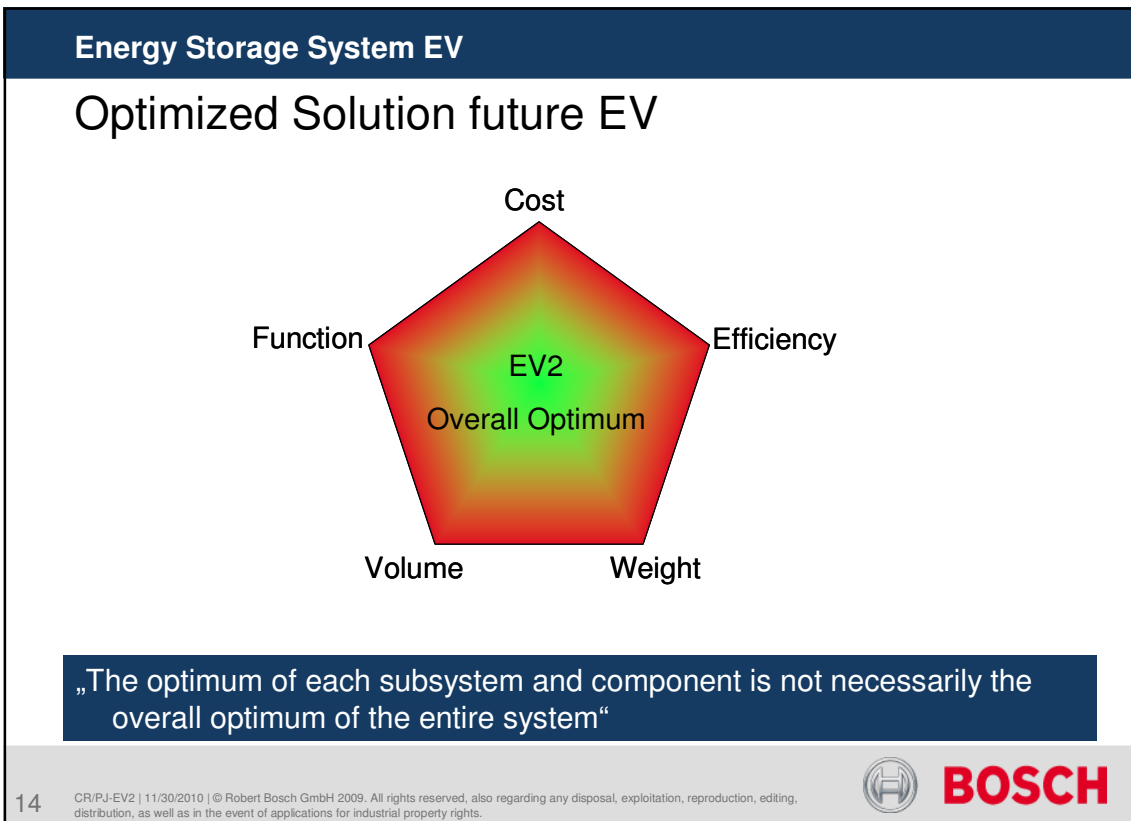 Energy Storage System EV
Optimized Solution future EV
Cost
Function
Efficiency
EV2
Overall Optimum
Volume
Weight
„The optimum of each subsystem and component is not necessarily the
overall optimum of the entire system“
14
CR/PJ-EV2 | 11/30/2010 | © Robert Bosch GmbH 2009. All rights reserved, also regarding any disposal, exploitation, reproduction, editing,
distribution, as well as in the event of applications for industrial property rights.
BOSCH